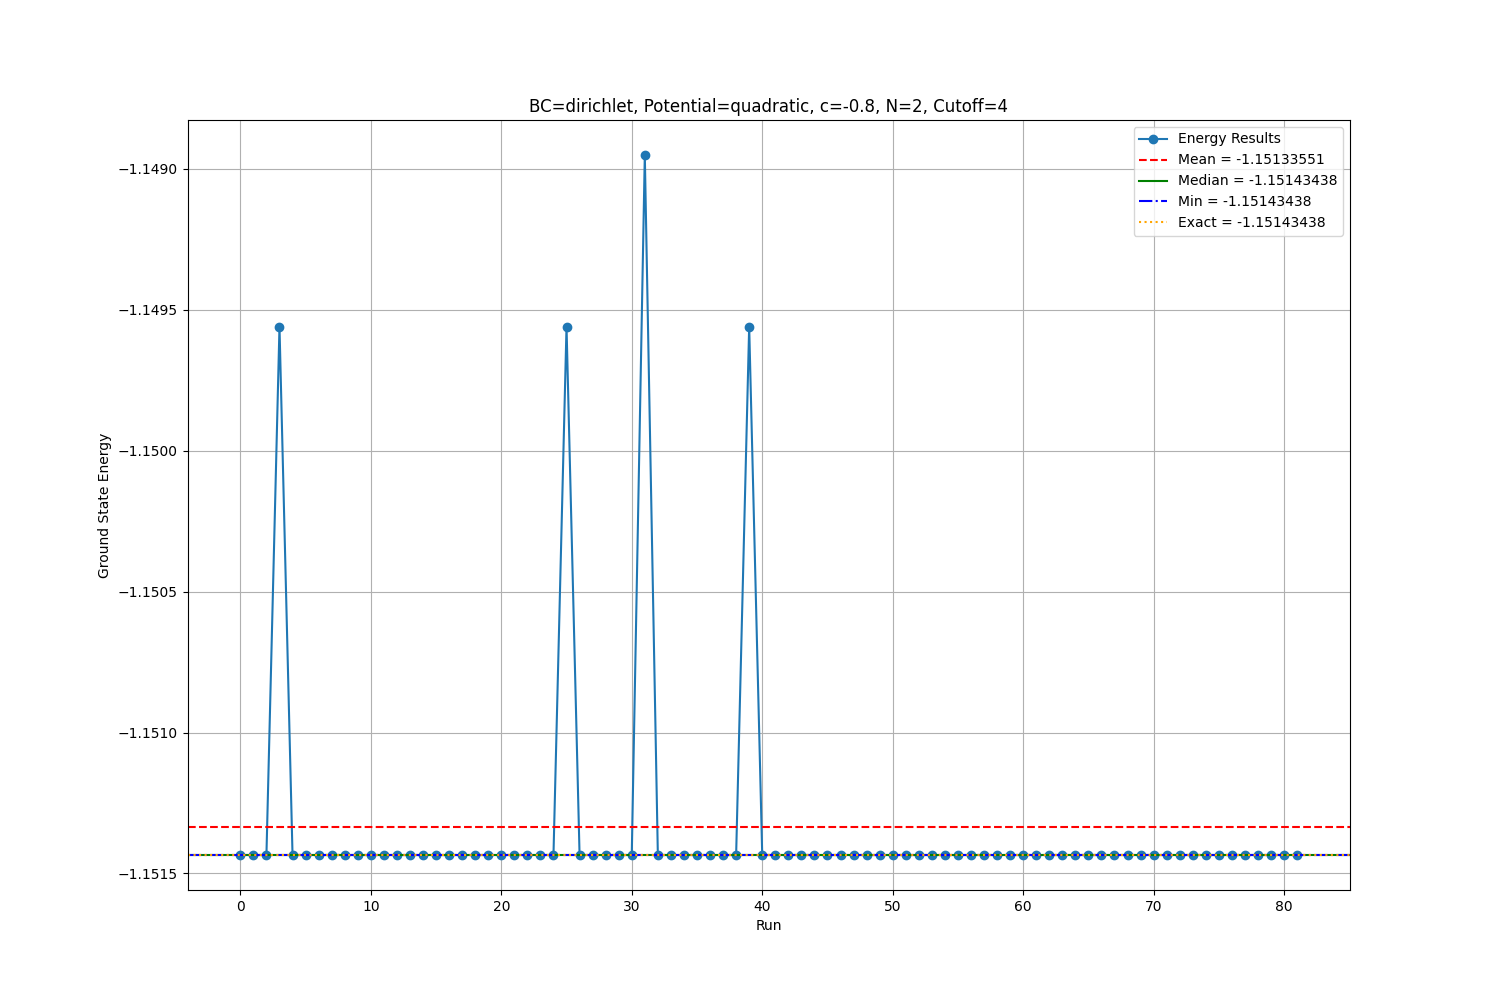 BC=dirichlet, Potential=quadratic, c=-0.8, N=2, Cutoff=4
Energy Results
Mean = -1.15133551
Median = -1.15143438
Min = -1.15143438
Exact = -1.15143438
Ground State Energy
−1.1490
−1.1495
−1.1500
−1.1505
−1.1510
−1.1515
0 10 20 30 40 50 60 70 80
Run